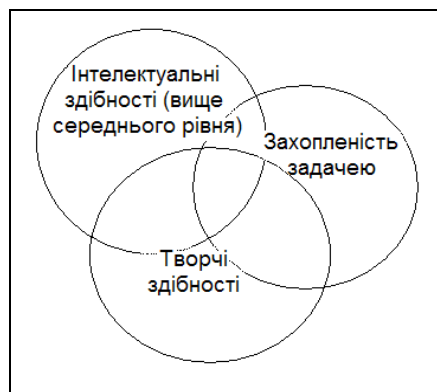 Інтелектуальні
здібності (вище
середнього рівня)
Захопленість
задачею
Творчі
здібності